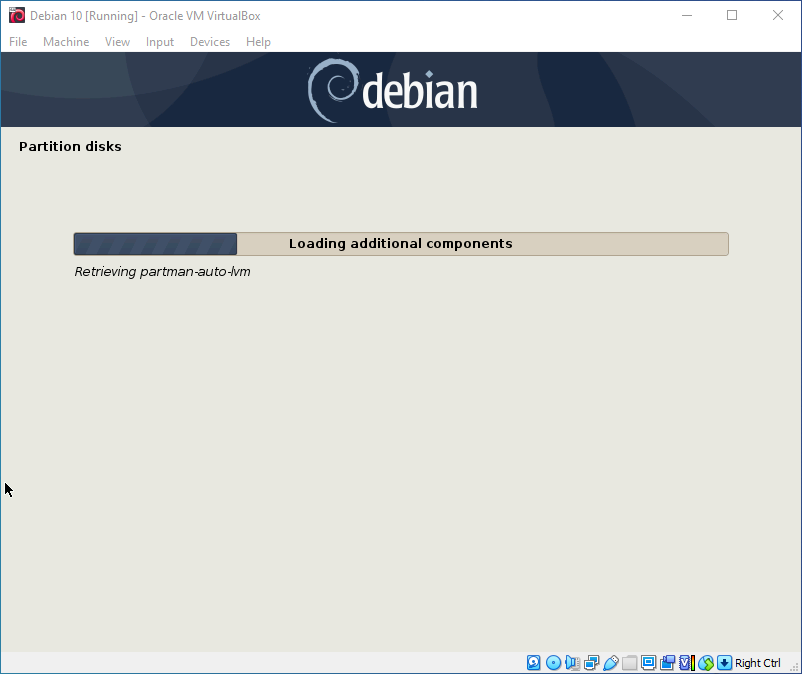 Debian 10 [Running] - Oracle VM VirtualBox
File Machine View Input Devices Help
debian
Partition disks
Loading additional components
Retrieving partman-auto-lvm
Right Ctrl